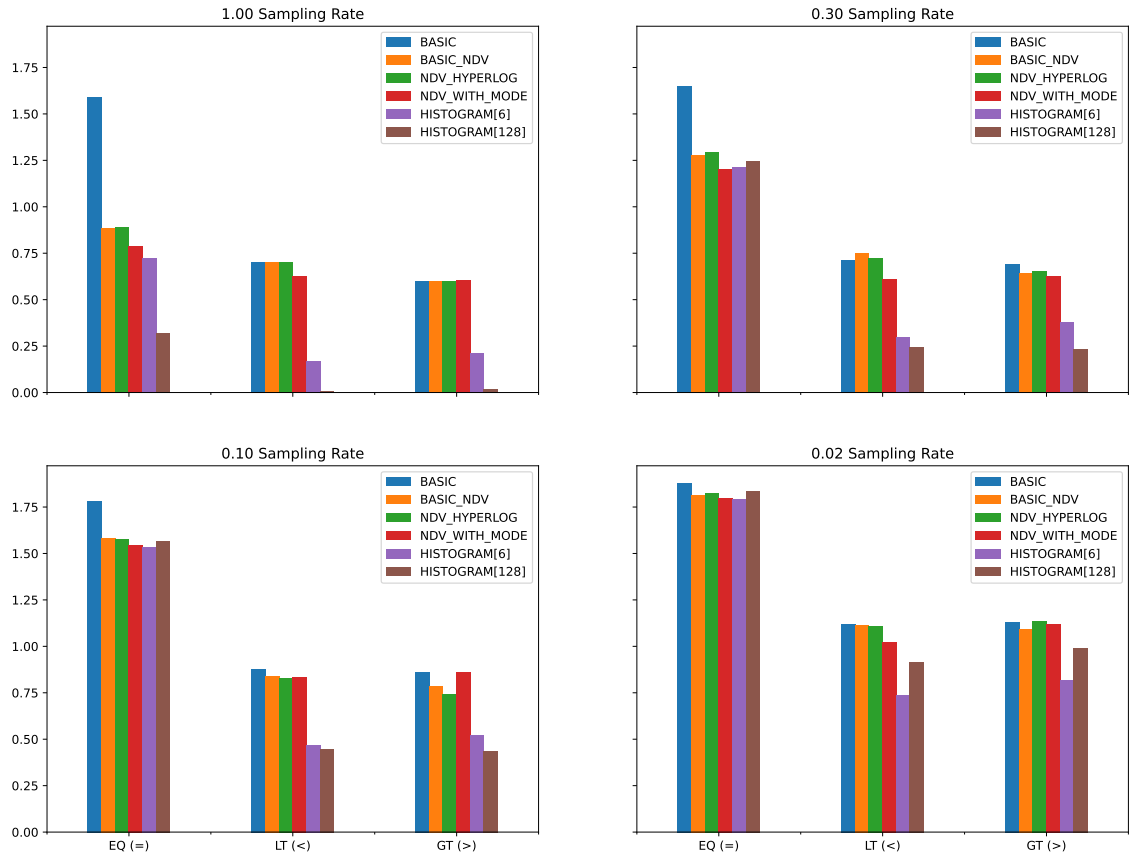 1.00 Sampling Rate
1.75
1.50
1.25
1.00
0.75
0.50
0.25
0.00
BASIC
BASIC_NDV
NDV_HYPERLOG
NDV_WITH_MODE
HISTOGRAM[6]
HISTOGRAM[128]
0.30 Sampling Rate
BASIC
BASIC_NDV
NDV_HYPERLOG
NDV_WITH_MODE
HISTOGRAM[6]
HISTOGRAM[128]
0.10 Sampling Rate
1.75
1.50
1.25
1.00
0.75
0.50
0.25
0.00
BASIC
BASIC_NDV
NDV_HYPERLOG
NDV_WITH_MODE
HISTOGRAM[6]
HISTOGRAM[128]
EQ (=) LT (<) GT (>)
0.02 Sampling Rate
BASIC
BASIC_NDV
NDV_HYPERLOG
NDV_WITH_MODE
HISTOGRAM[6]
HISTOGRAM[128]
EQ (=) LT (<) GT (>)